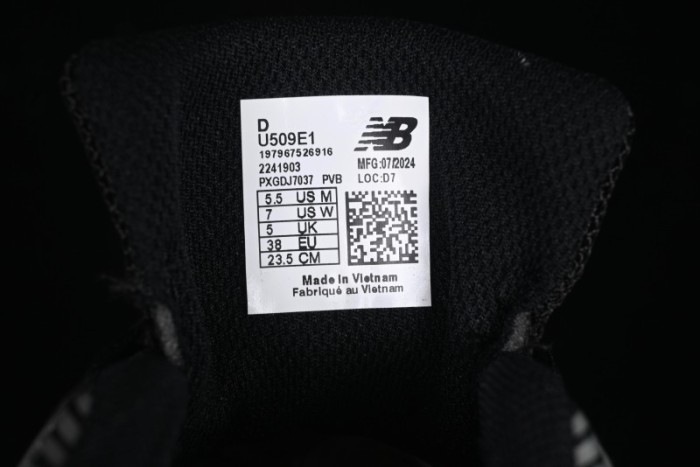 D
U509E1
197967526916
2241903
PXGDJ7037 PVB
NB
MFG:07/2024
LOC:D7
5.5 US M
7 US W
5 UK
38 EU
23.5 CM
Made in Vietnam
Fabriqué au Vietnam